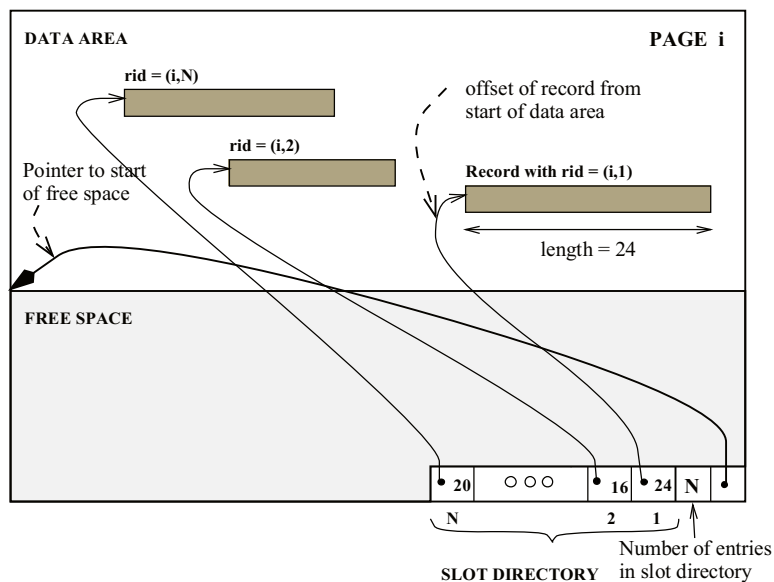 DATA AREA
PAGE i
rid = (i,N)
offset of record from
start of data area
rid = (i,2)
Pointer to start
of free space
Record with rid = (i,1)
length = 24
FREE SPACE
20
16
24
N
N
2
1
Number of entries
in slot directory
SLOT DIRECTORY